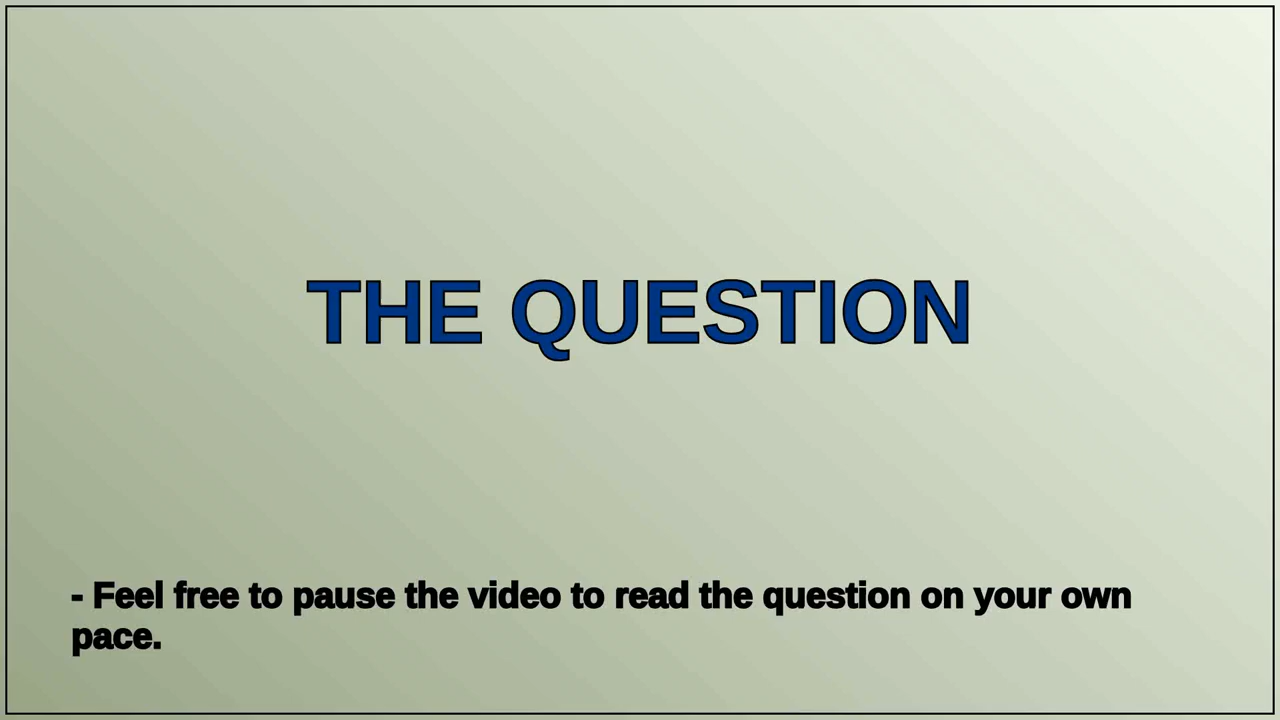 THE QUESTION
- Feel free to pause the video to read the question on your own
pace.